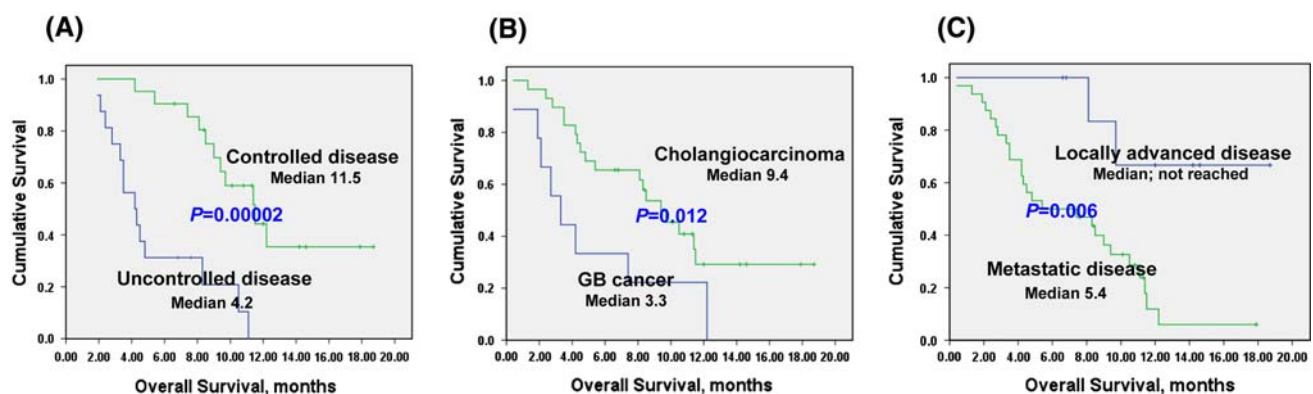 (A)
Cumulative Survival
1.0
0.8
0.6
0.4
0.2
0.0
Controlled disease
Median 11.5
P=0.00002
Uncontrolled disease
Median 4.2
0.00 2.00 4.00 6.00 8.00 10.00 12.00 14.00 16.00 18.00 20.00
Overall Survival, months
(B)
Cumulative Survival
1.0
0.8
0.6
0.4
0.2
0.0
Cholangiocarcinoma
Median 9.4
P=0.012
GB cancer
Median 3.3
0.00 2.00 4.00 6.00 8.00 10.00 12.00 14.00 16.00 18.00 20.00
Overall Survival, months
(C)
Cumulative Survival
1.0
0.8
0.6
0.4
0.2
0.0
Locally advanced disease
Median; not reached
P=0.006
Metastatic disease
Median 5.4
0.00 2.00 4.00 6.00 8.00 10.00 12.00 14.00 16.00 18.00 20.00
Overall Survival, months